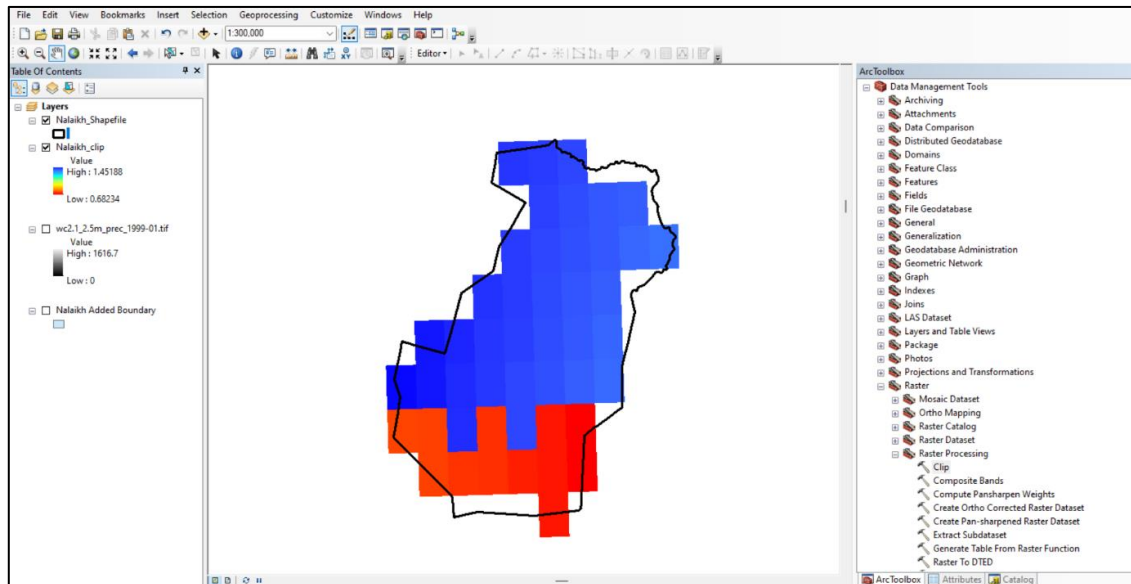 File Edit View Bookmarks Insert Selection Geoprocessing Customize Windows Help
1:300,000
Editor
Table Of Contents
Layers
Nalaikh_Shapefile
Nalaikh_clip
Value
High : 1.45188
Low : 0.68234
wc2.1_2.5m_prec_1999-01.tif
Value
High : 1616.7
Low : 0
Nalaikh Added Boundary
ArcToolbox
Data Management Tools
Archiving
Attachments
Data Comparison
Distributed Geodatabase
Domains
Feature Class
Features
Fields
File Geodatabase
General
Generalization
Geodatabase Administration
Geometric Network
Graph
Indexes
Joins
LAS Dataset
Layers and Table Views
Package
Photos
Projections and Transformations
Raster
Mosaic Dataset
Ortho Mapping
Raster Catalog
Raster Dataset
Raster Processing
Clip
Composite Bands
Compute Pansharpen Weights
Create Ortho Corrected Raster Dataset
Create Pan-sharpened Raster Dataset
Extract Subdataset
Generate Table From Raster Function
Raster To DTED
ArcToolbox Attributes Catalog